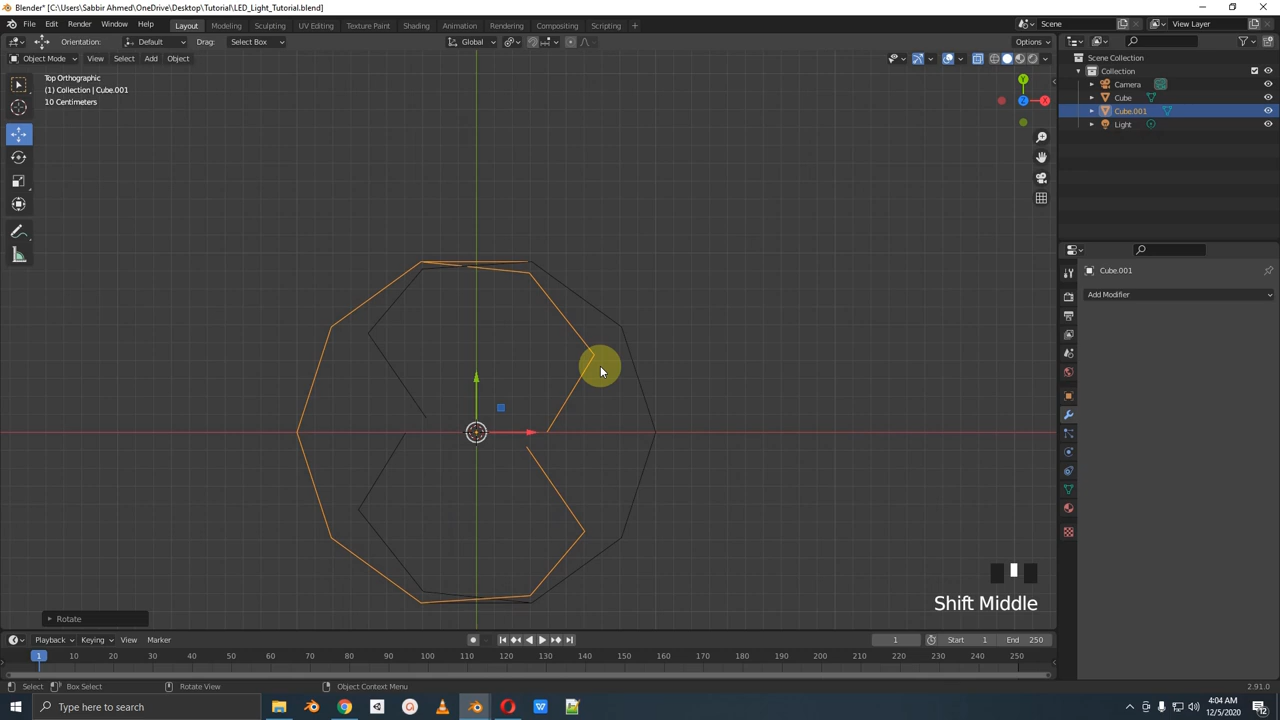 Blender* [C:\Users\Sabbir Ahmed\OneDrive\Desktop\Tutorial\LED_Light_Tutorial.blend]
File Edit Render Window Help Layout Modeling Sculpting UV Editing Texture Paint Shading Animation Rendering Compositing Scripting + Scene View Layer
Orientation: Default Drag: Select Box Global Options
Object Mode View Select Add Object
Top Orthographic
(1) Collection | Cube.001
10 Centimeters
Y
Z
X
Scene Collection
Collection
Camera
Cube
Cube.001
Light
Cube.001
Add Modifier
Shift Middle
Rotate
Playback Keying View Marker 1 Start 1 End 250
1 10 20 30 40 50 60 70 80 90 100 110 120 130 140 150 160 170 180 190 200 210 220 230 240 250
Select Box Select Rotate View Object Context Menu 2.91.0
Type here to search
4:04 AM
12/5/2020
12